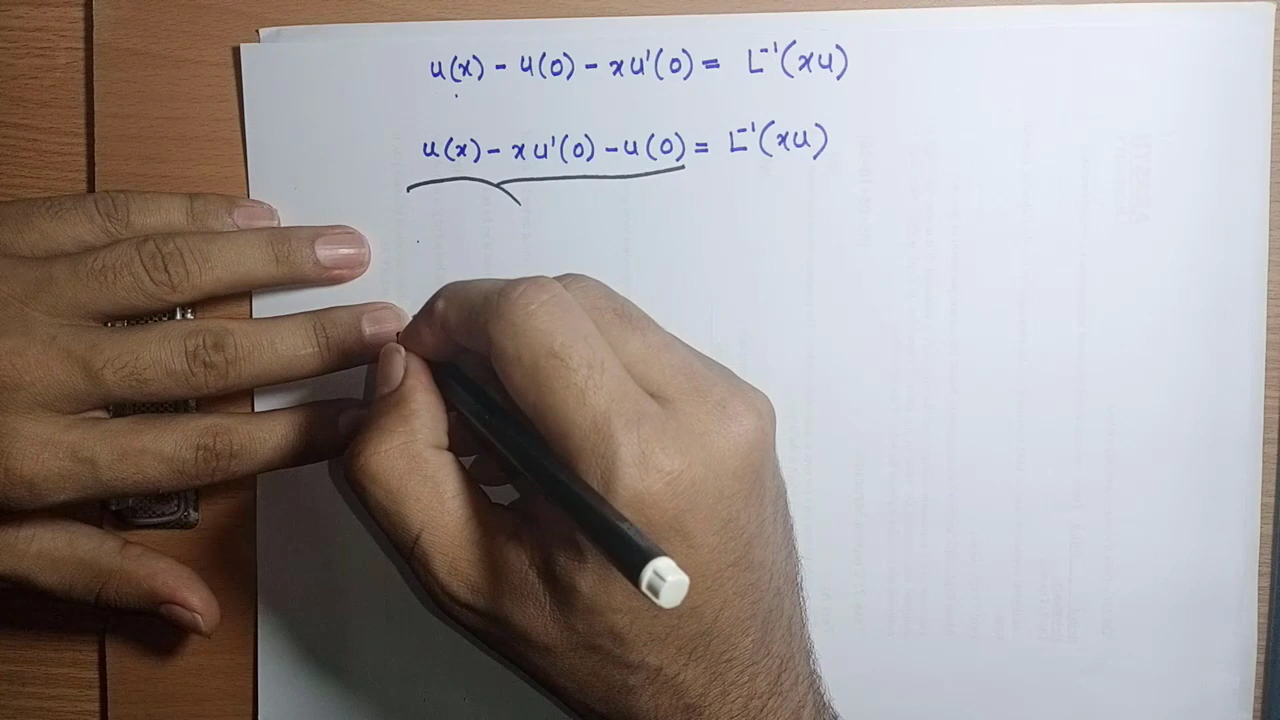 u(x) - u(0) - xu'(0) = L⁻¹(xu)
u(x) - xu'(0) - u(0) = L⁻¹(xu)